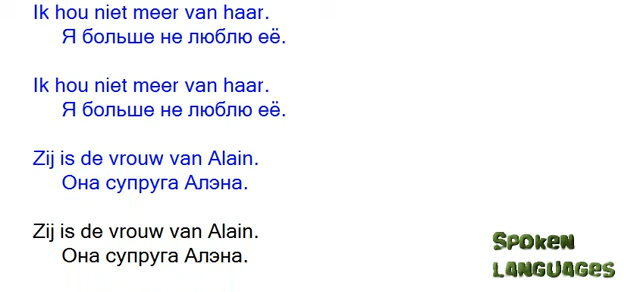 Ik hou niet meer van haar.
Я больше не люблю её.
Ik hou niet meer van haar.
Я больше не люблю её.
Zij is de vrouw van Alain.
Она супруга Алэна.
Zij is de vrouw van Alain.
Она супруга Алэна.
Spoken
Languages